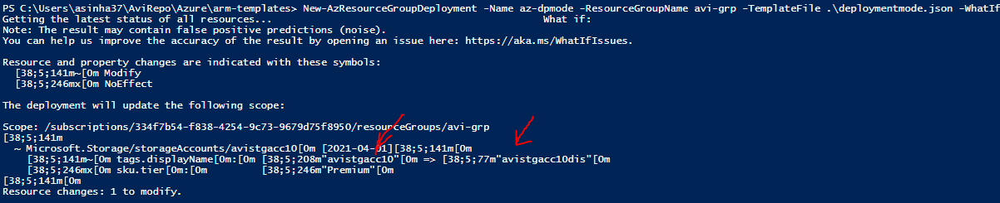 PS C:\Users\asinha37\AviRepo\Azure\arm-templates> New-AzResourceGroupDeployment -Name az-dpmode -ResourceGroupName avi-grp -TemplateFile .\deploymentmode.json -WhatIf
Getting the latest status of all resources... What if:
Note: The result may contain false positive predictions (noise).
You can help us improve the accuracy of the result by opening an issue here: https://aka.ms/WhatIfIssues.
Resource and property changes are indicated with these symbols:
[38;5;141m~[0m Modify
[38;5;246mx[0m NoEffect
The deployment will update the following scope:
Scope: /subscriptions/334f7b54-f838-4254-9c73-9679d75f8950/resourceGroups/avi-grp
[38;5;141m
~ Microsoft.Storage/storageAccounts/avistgacc10[0m [2021-04-01][38;5;141m[0m
[38;5;141m~[0m tags.displayName[0m:[0m [38;5;208m"avistgacc10"[0m => [38;5;77m"avistgacc10dis"[0m
[38;5;246mx[0m sku.tier[0m:[0m [38;5;246m"Premium"[0m
[38;5;141m[0m
Resource changes: 1 to modify.